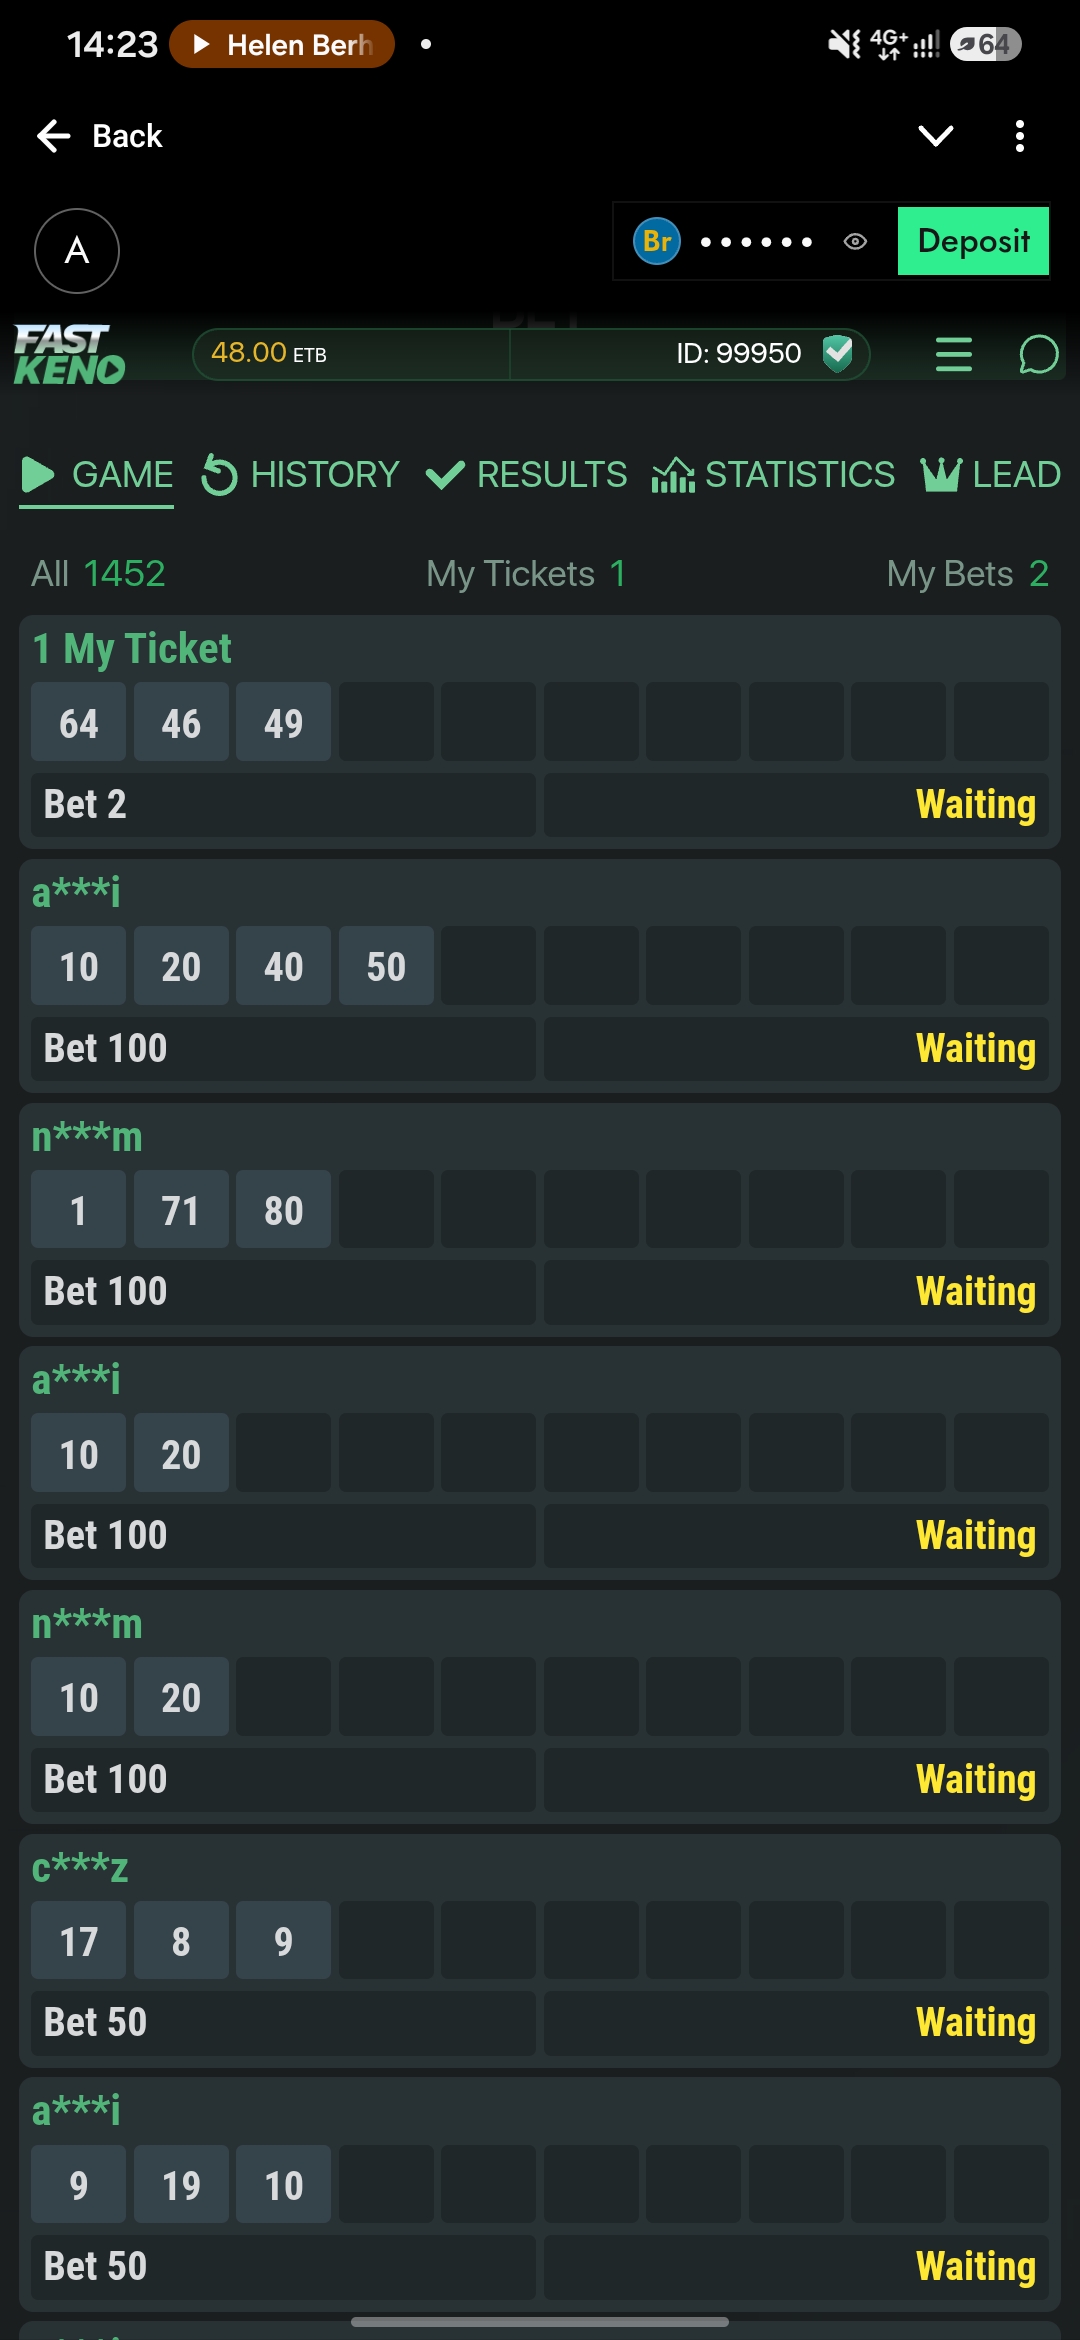 14:23 Helen Berh 4G+ 64
Back
A Br •••••• Deposit
FAST
KENO
48.00 ETB ID: 99950
GAME HISTORY RESULTS STATISTICS LEAD
All 1452 My Tickets 1 My Bets 2
1 My Ticket
64 46 49
Bet 2 Waiting
a***i
10 20 40 50
Bet 100 Waiting
n***m
1 71 80
Bet 100 Waiting
a***i
10 20
Bet 100 Waiting
n***m
10 20
Bet 100 Waiting
c***z
17 8 9
Bet 50 Waiting
a***i
9 19 10
Bet 50 Waiting